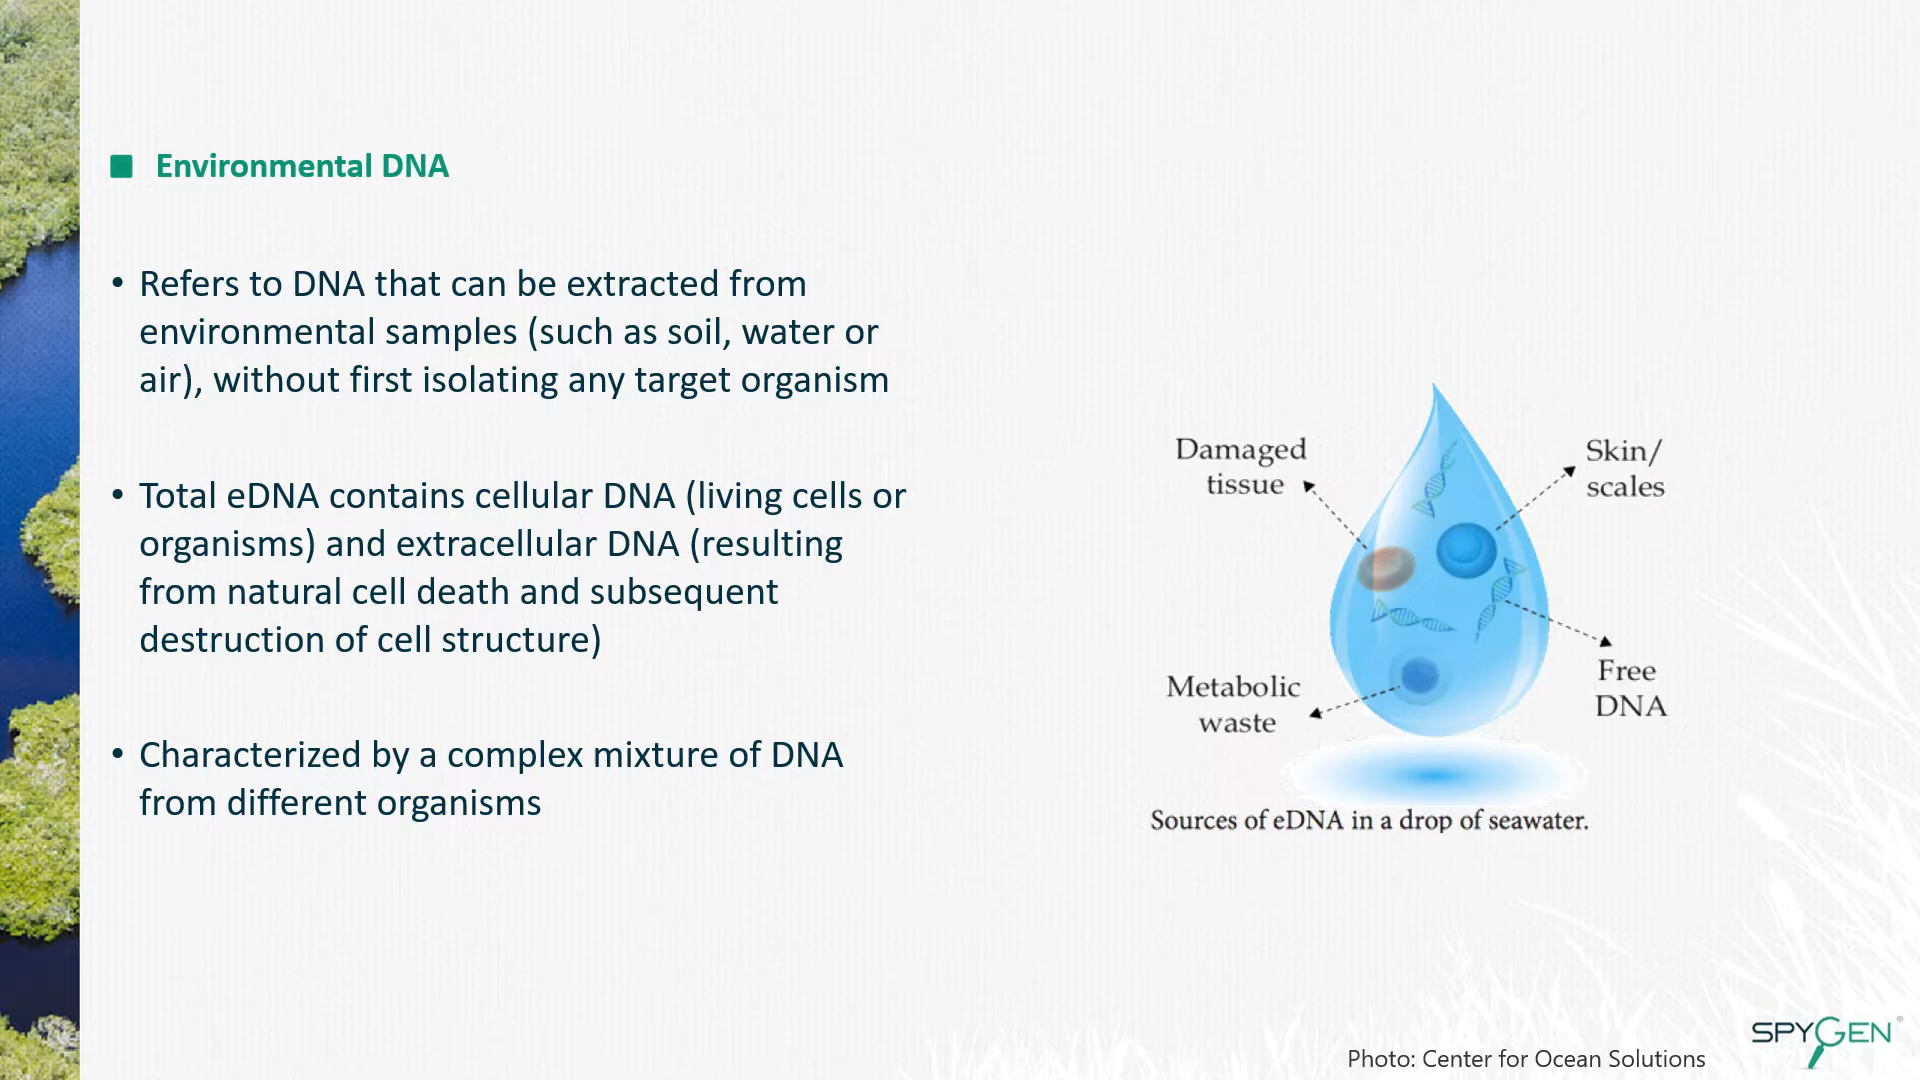 Environmental DNA
• Refers to DNA that can be extracted from
environmental samples (such as soil, water or
air), without first isolating any target organism
• Total eDNA contains cellular DNA (living cells or
organisms) and extracellular DNA (resulting
from natural cell death and subsequent
destruction of cell structure)
• Characterized by a complex mixture of DNA
from different organisms
Damaged
tissue
Skin/
scales
Metabolic
waste
Free
DNA
Sources of eDNA in a drop of seawater.
SPYGEN®
Photo: Center for Ocean Solutions